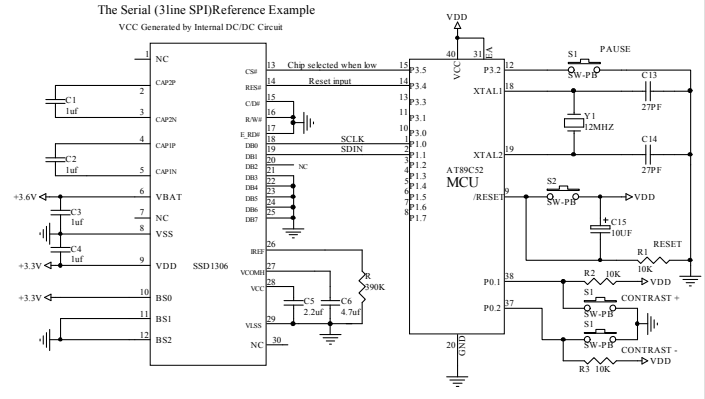 The Serial (3line SPI)Reference Example
VCC Generated by Internal DC/DC Circuit
1 NC
CAP2P
2
C1
1uf
3 CAP2N
4 CAP1P
C2
1uf
5 CAP1N
+3.6V 6 VBAT
C3
1uf
7 NC
8 VSS
C4
1uf
+3.3V 9 VDD
SSD1306
+3.3V 10 BS0
11 BS1
12 BS2
CS# 13 Chip selected when low 15 P3.5
RES# 14 Reset input 14 P3.4
C/D# 15
R/W# 16
E_RD# 17
DB0 18 SCLK
DB1 19 SDIN
DB2 20 NC
DB3 21
DB4 22
DB5 23
DB6 24
DB7 25
IREF 26
VCOMH 27
VCC 28
R
390K
C5
2.2uf
C6
4.7uf
VLSS 29
NC 30
VDD
40 VCC
31 EA
13 P3.3
11 P3.1
10 P3.0
1 P1.0
2 P1.1
3 P1.2
4 P1.3
5 P1.4
6 P1.5
7 P1.6
8 P1.7
AT89C52
MCU
P3.2 12
S1
SW-PB
PAUSE
XTAL1 18
C13
27PF
Y1
12MHZ
C14
27PF
XTAL2 19
/RESET 9
S2
SW-PB
VDD
C15
10UF
+
RESET
R1
10K
P0.1 38
R2 10K
VDD
P0.2 37
S1
SW-PB
CONTRAST +
S1
SW-PB
CONTRAST -
R3 10K
VDD
20 GND